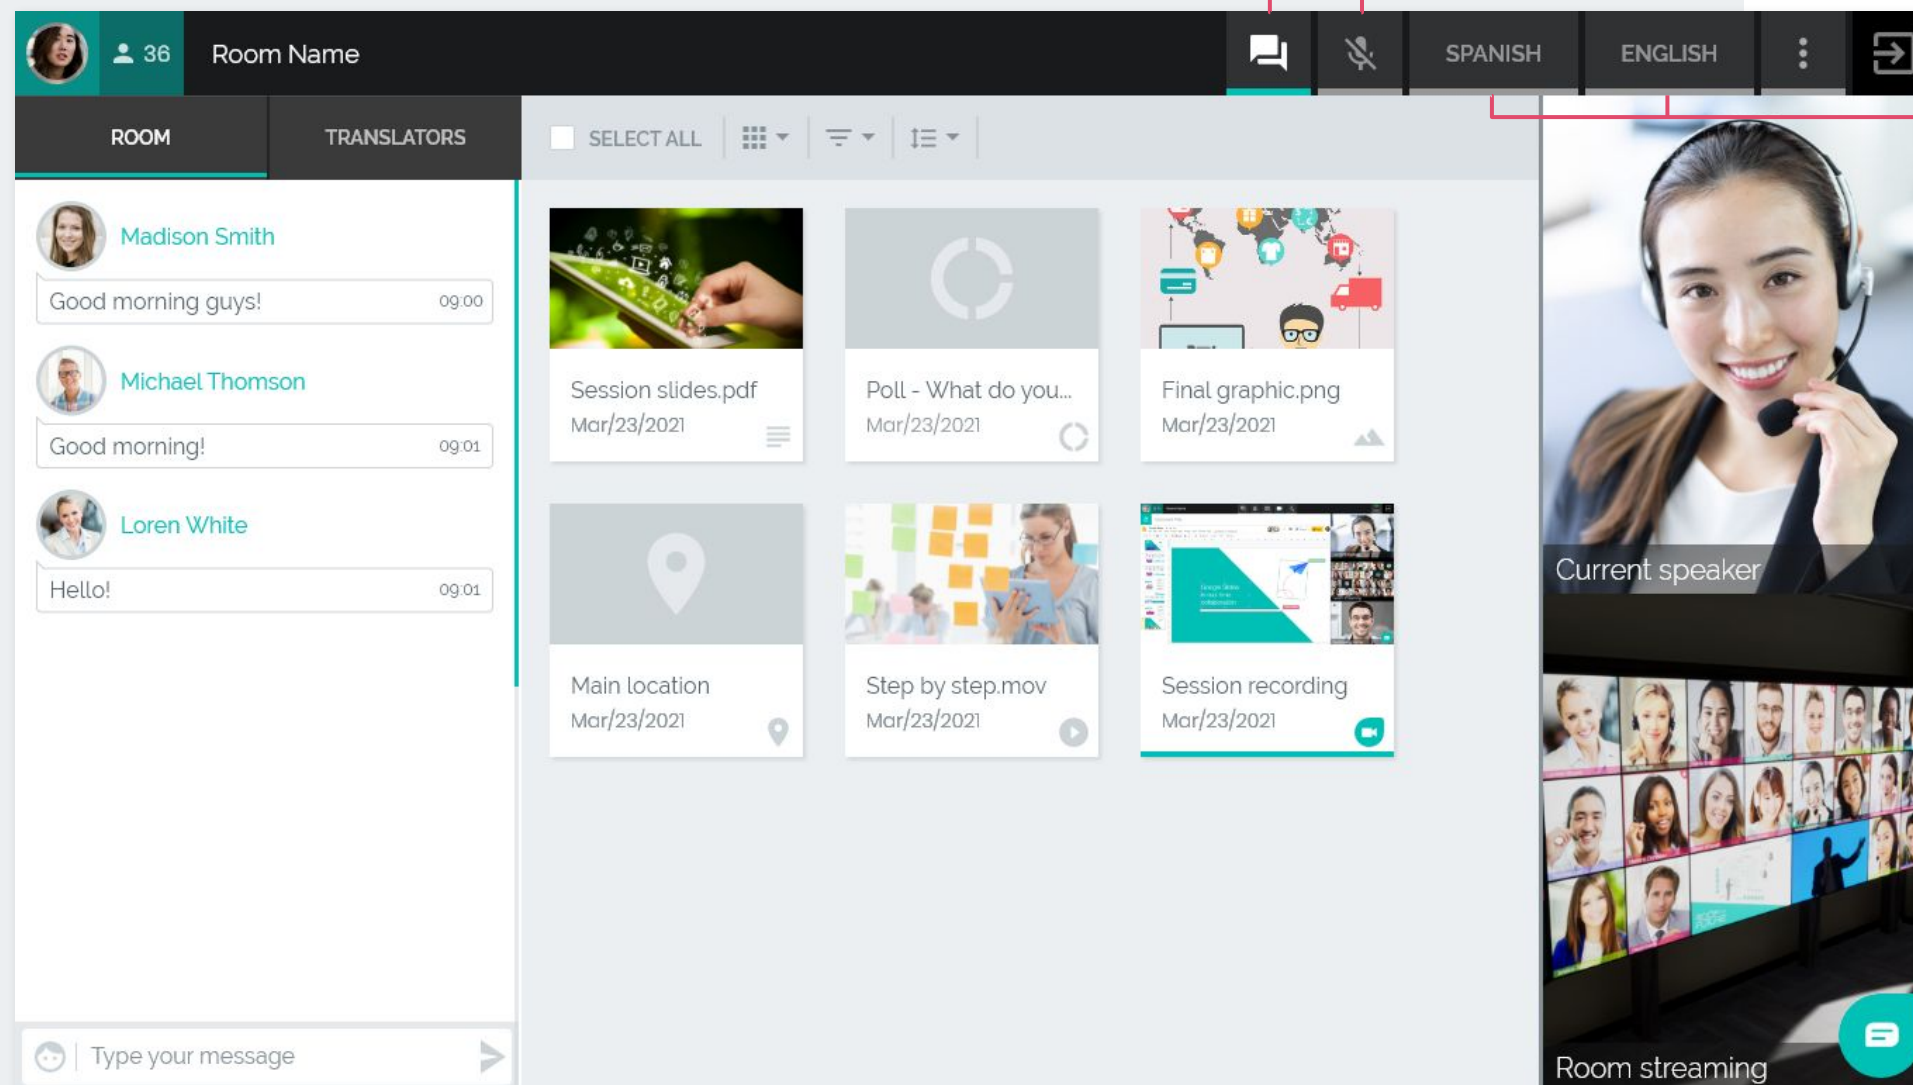 36
Room Name
SPANISH
ENGLISH
ROOM
TRANSLATORS
SELECT ALL
Madison Smith
Good morning guys!
09:00
Michael Thomson
Good morning!
09:01
Loren White
Hello!
09:01
Type your message
Session slides.pdf
Mar/23/2021
Poll - What do you...
Mar/23/2021
Final graphic.png
Mar/23/2021
Main location
Mar/23/2021
Step by step.mov
Mar/23/2021
Session recording
Mar/23/2021
Current speaker
Room streaming